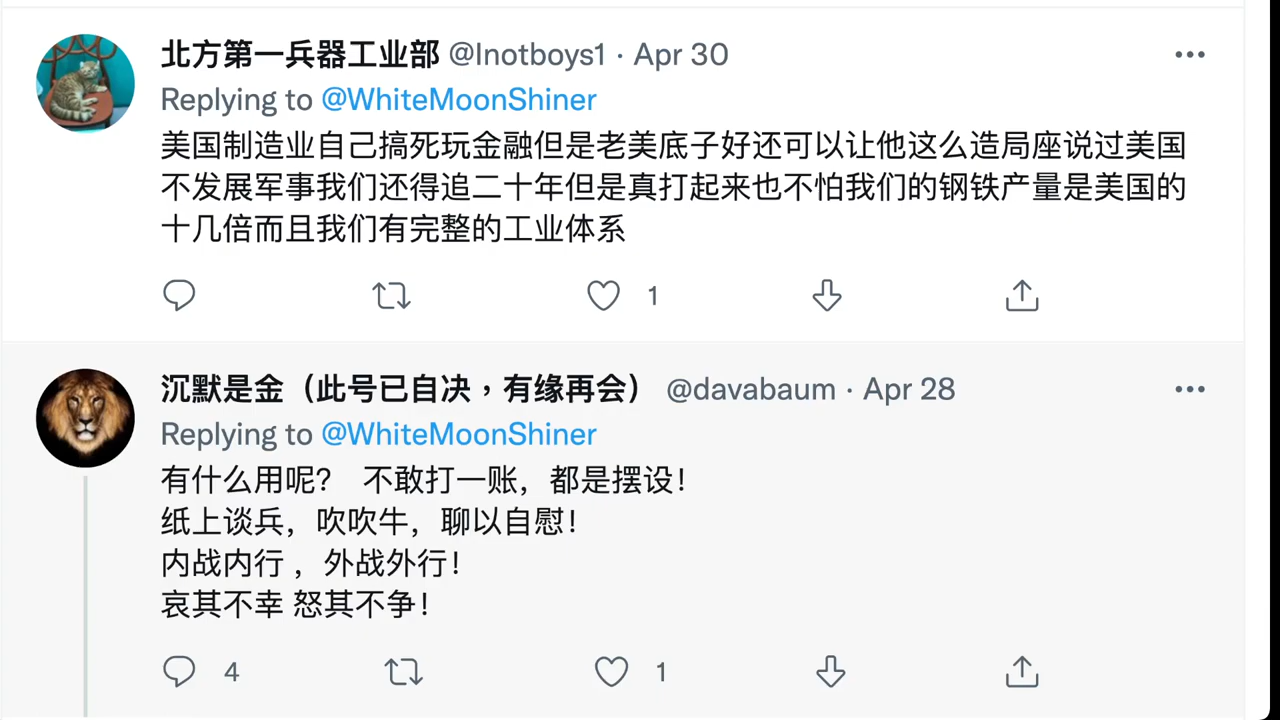 北方第一兵器工业部 @Inotboys1 · Apr 30
Replying to @WhiteMoonShiner
美国制造业自己搞死玩金融但是老美底子好还可以让他这么造局座说过美国
不发展军事我们还得追二十年但是真打起来也不怕我们的钢铁产量是美国的
十几倍而且我们有完整的工业体系
1
沉默是金（此号已自决，有缘再会） @davabaum · Apr 28
Replying to @WhiteMoonShiner
有什么用呢？ 不敢打一账，都是摆设！
纸上谈兵，吹吹牛，聊以自慰！
内战内行 ，外战外行！
哀其不幸 怒其不争！
4 1